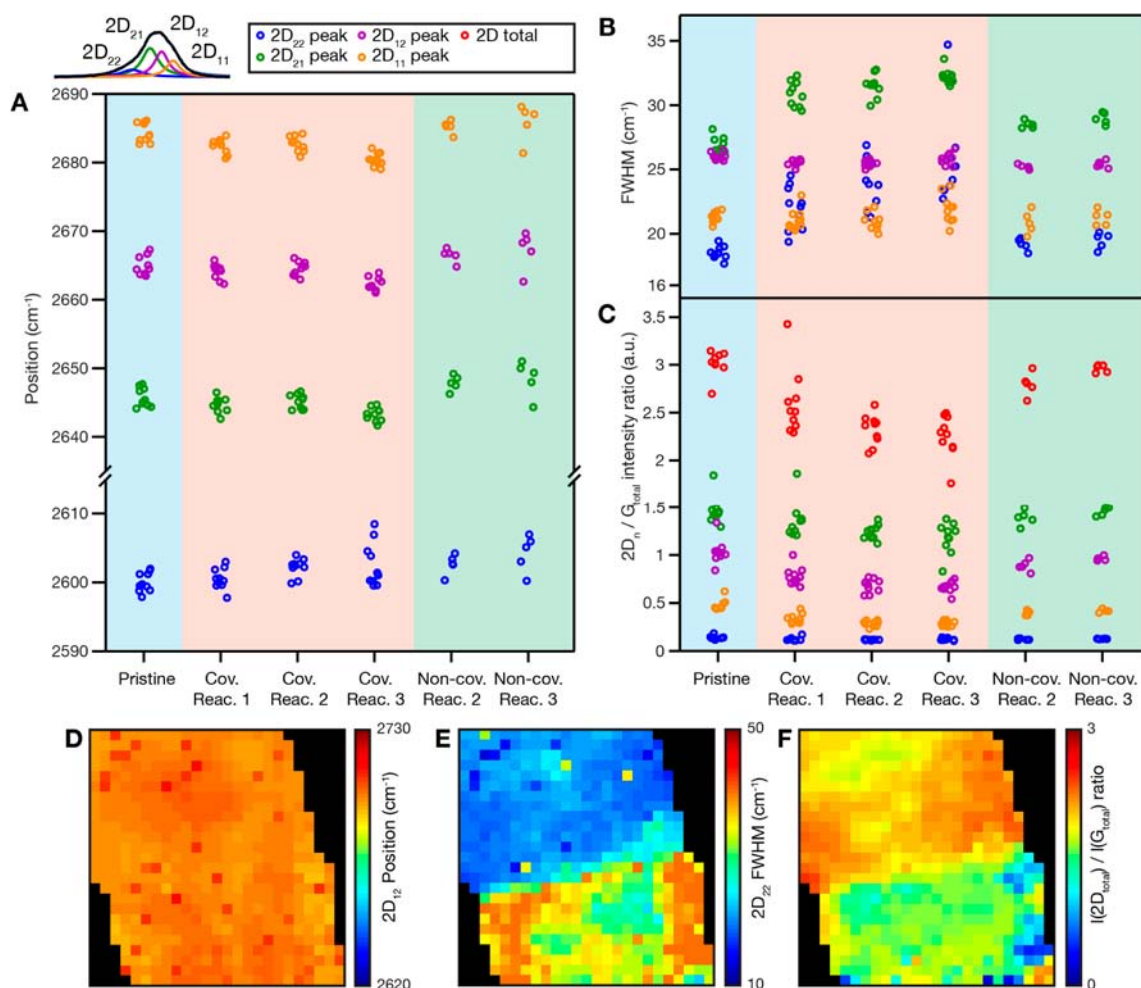 2D₁₂
2D₂₁
2D₂₂
2D₁₁
2D₂₂ peak
2D₁₂ peak
2D total
2D₂₁ peak
2D₁₁ peak
A
Position (cm⁻¹)
2690
2680
2670
2660
2650
2640
2610
2600
2590
Pristine
Cov. Reac. 1
Cov. Reac. 2
Cov. Reac. 3
Non-cov. Reac. 2
Non-cov. Reac. 3
B
FWHM (cm⁻¹)
35
30
25
20
16
C
2Dₙ / G_total intensity ratio (a.u.)
3.5
3
2.5
2
1.5
1
0.5
0
Pristine
Cov. Reac. 1
Cov. Reac. 2
Cov. Reac. 3
Non-cov. Reac. 2
Non-cov. Reac. 3
D
2730
2D₁₂ Position (cm⁻¹)
2620
E
50
2D₂₂ FWHM (cm⁻¹)
10
F
3
I(2D_total) / I(G_total) ratio
0